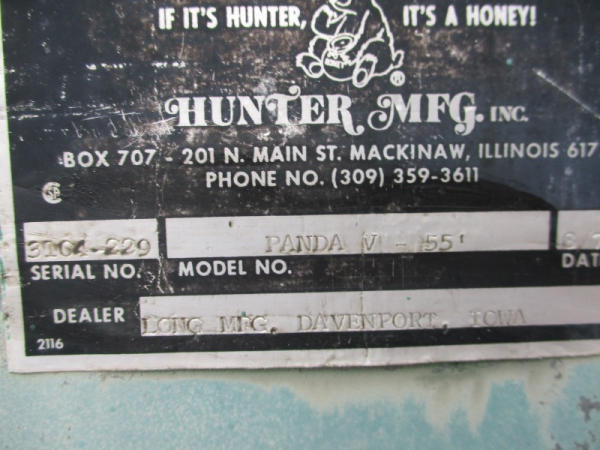 IF IT'S HUNTER, IT'S A HONEY!
HONEY
®
HUNTER MFG. INC.
BOX 707 - 201 N. MAIN ST. MACKINAW, ILLINOIS 617
PHONE NO. (309) 359-3611
PANDA V - 55'
SERIAL NO. MODEL NO. DAT
DEALER LONG MFG. DAVENPORT, IOWA
2116